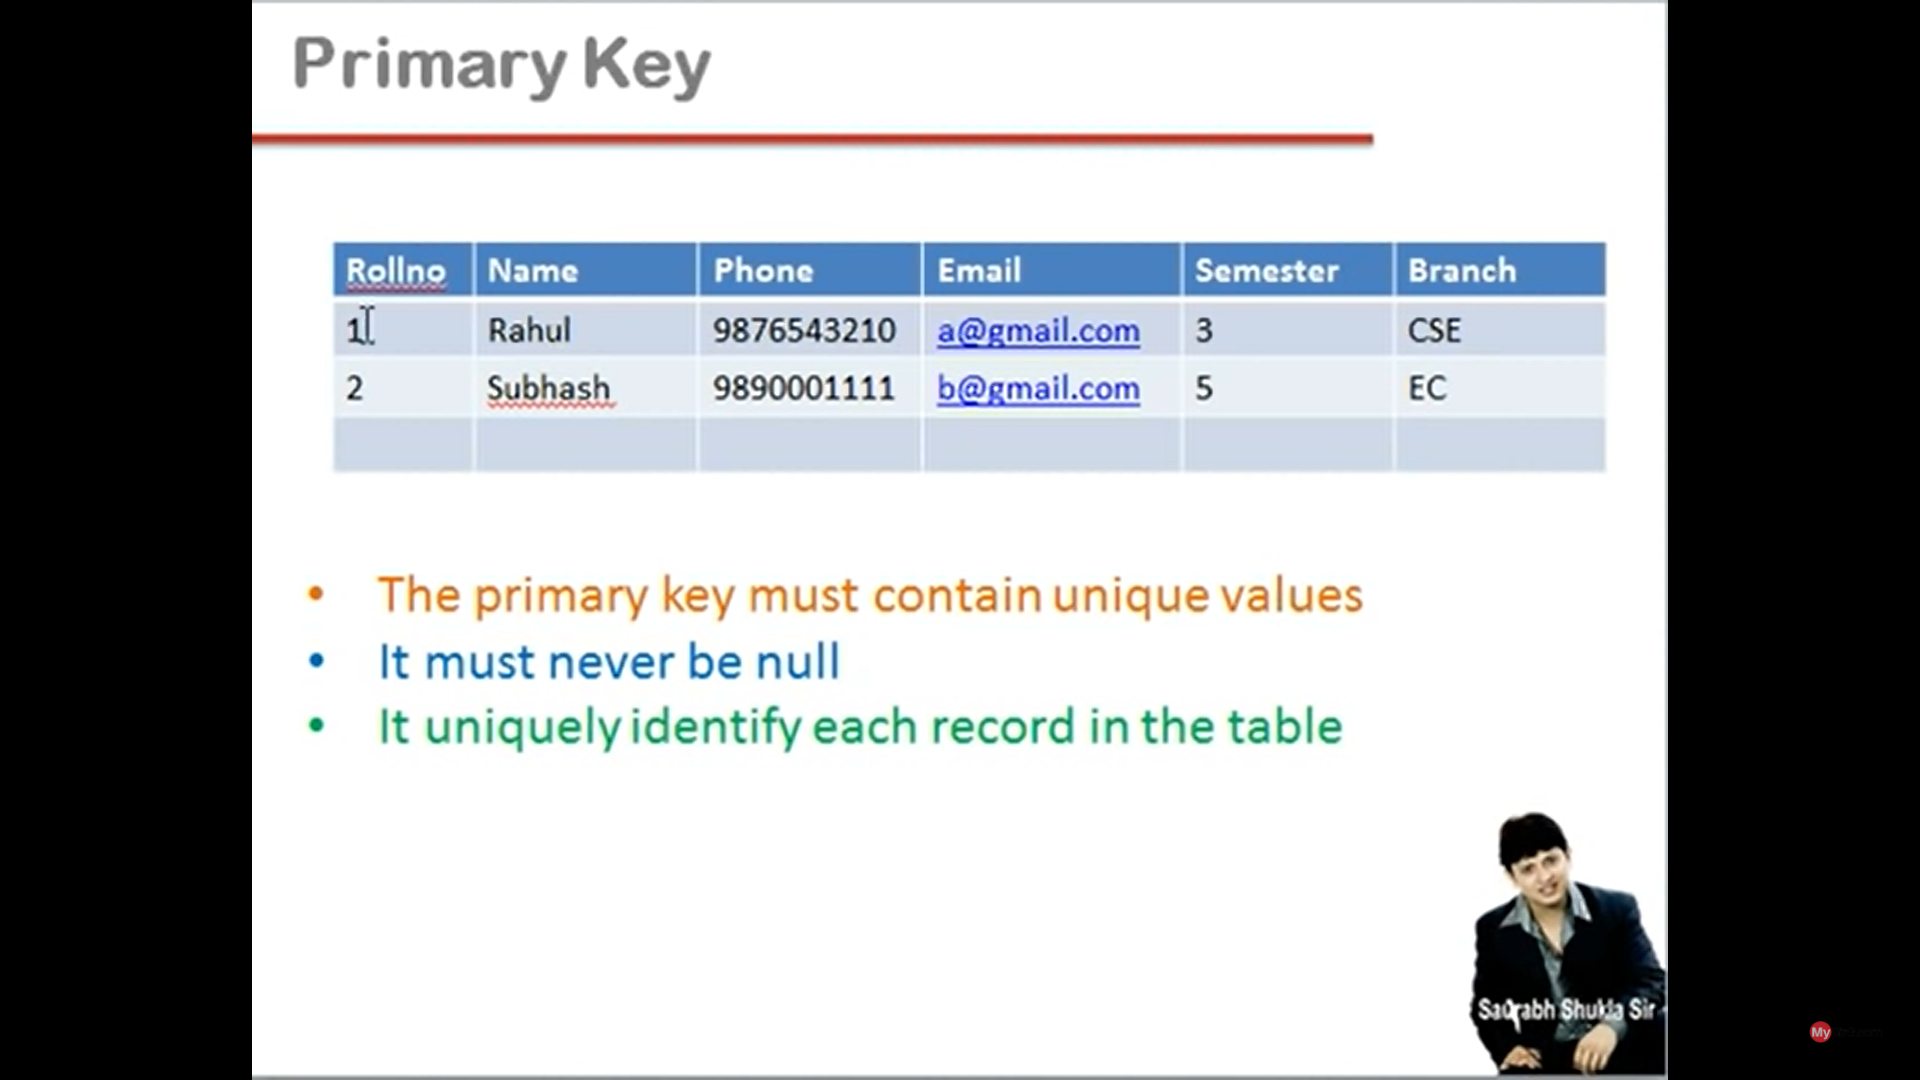 Primary Key
Rollno Name Phone Email Semester Branch
1 Rahul 9876543210 a@gmail.com 3 CSE
2 Subhash 9890001111 b@gmail.com 5 EC
• The primary key must contain unique values
• It must never be null
• It uniquely identify each record in the table
Saurabh Shukla Sir
My